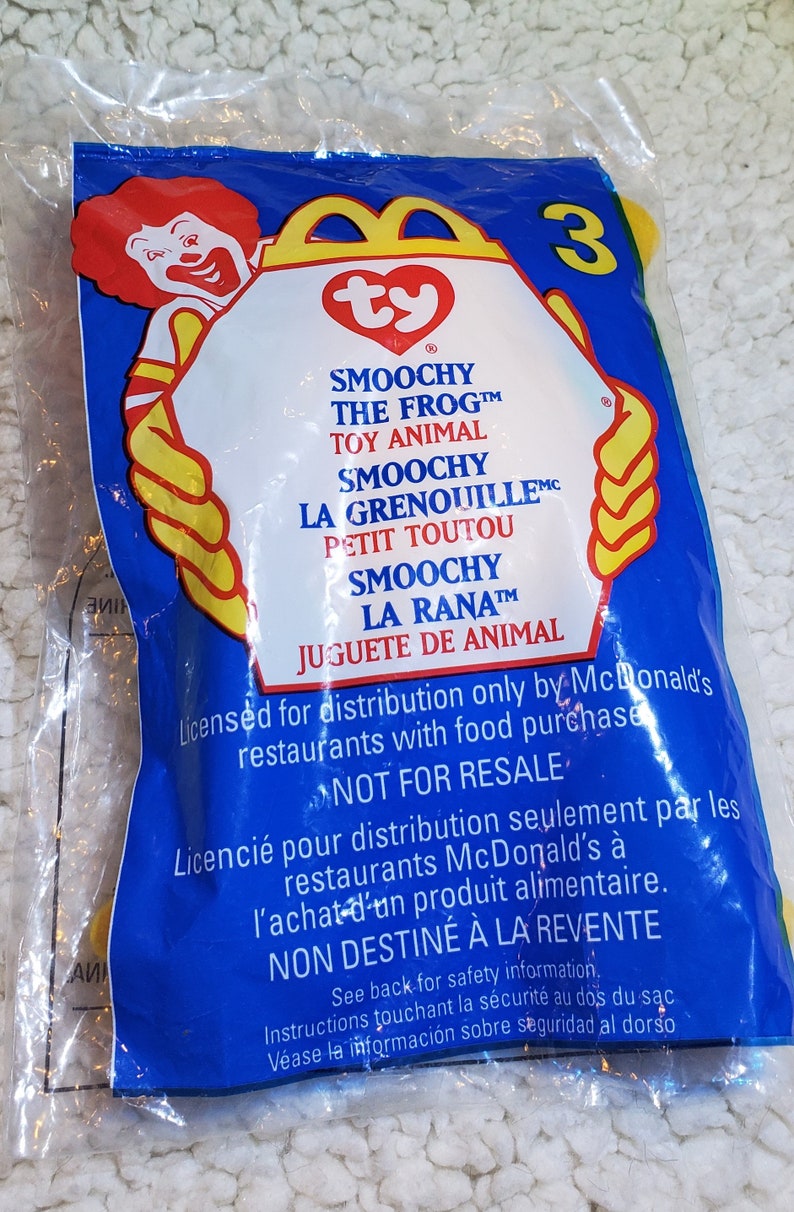 3
ty®
SMOOCHY
THE FROG™
TOY ANIMAL
SMOOCHY
LA GRENOUILLEᴹᶜ
PETIT TOUTOU
SMOOCHY
LA RANA™
JUGUETE DE ANIMAL
®
Licensed for distribution only by McDonald's
restaurants with food purchase
NOT FOR RESALE
Licencié pour distribution seulement par les
restaurants McDonald's à
l'achat d'un produit alimentaire.
NON DESTINÉ À LA REVENTE
See back for safety information.
Instructions touchant la sécurité au dos du sac
Véase la información sobre seguridad al dorso